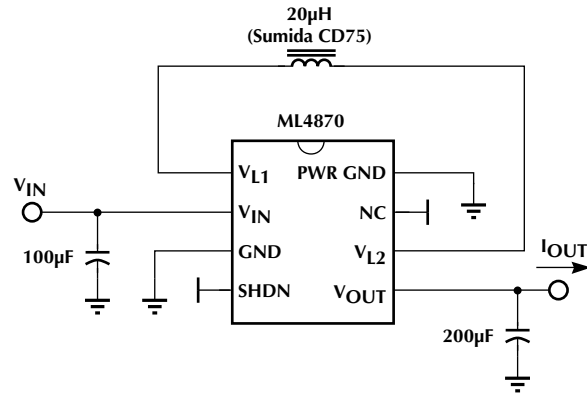 20µH
(Sumida CD75)
ML4870
VL1
PWR GND
VIN
VIN
NC
GND
VL2
IOUT
100µF
SHDN
VOUT
200µF